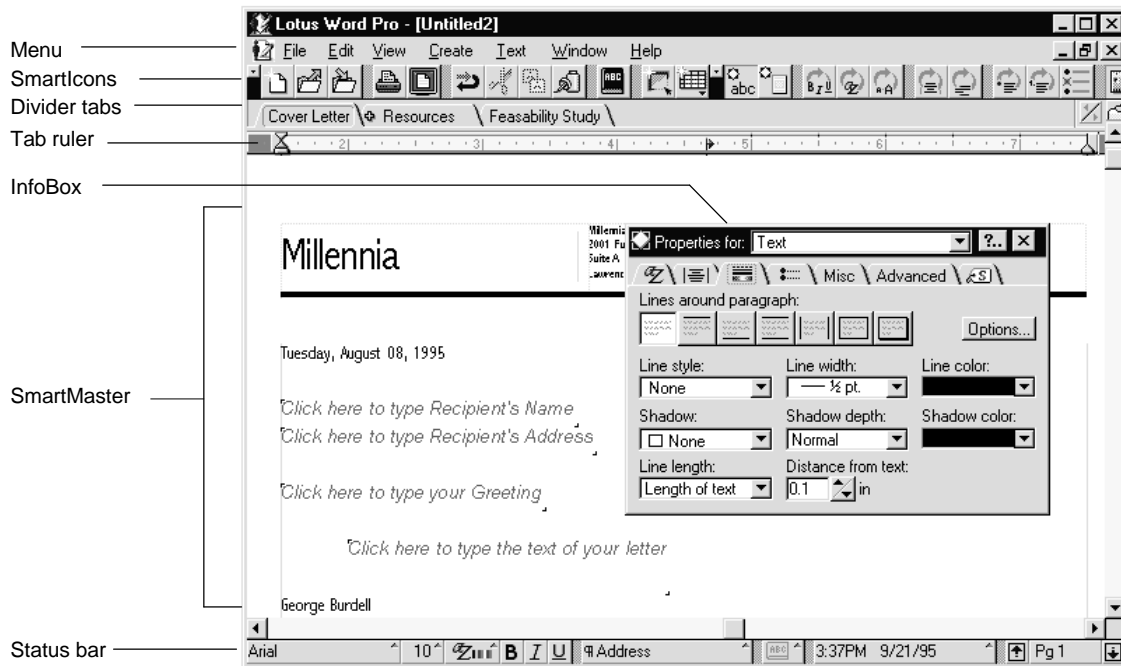 Lotus Word Pro - [Untitled2]
Menu
File Edit View Create Text Window Help
SmartIcons
ABC
abc
B I U
Divider tabs
Cover Letter Resources Feasability Study
Tab ruler
2 3 4 5 6 7
InfoBox
Millennia
2001
Suite A
Properties for: Text ?..
Misc Advanced S
Lines around paragraph:
Options...
Tuesday, August 08, 1995
Line style: Line width: Line color:
None ½ pt.
SmartMaster
Click here to type Recipient's Name
Shadow: Shadow depth: Shadow color:
None Normal
Click here to type Recipient's Address
Line length: Distance from text:
Length of text 0.1 in
Click here to type your Greeting
Click here to type the text of your letter
George Burdell
Status bar
Arial 10 B I U ¶ Address ABC 3:37PM 9/21/95 Pg 1